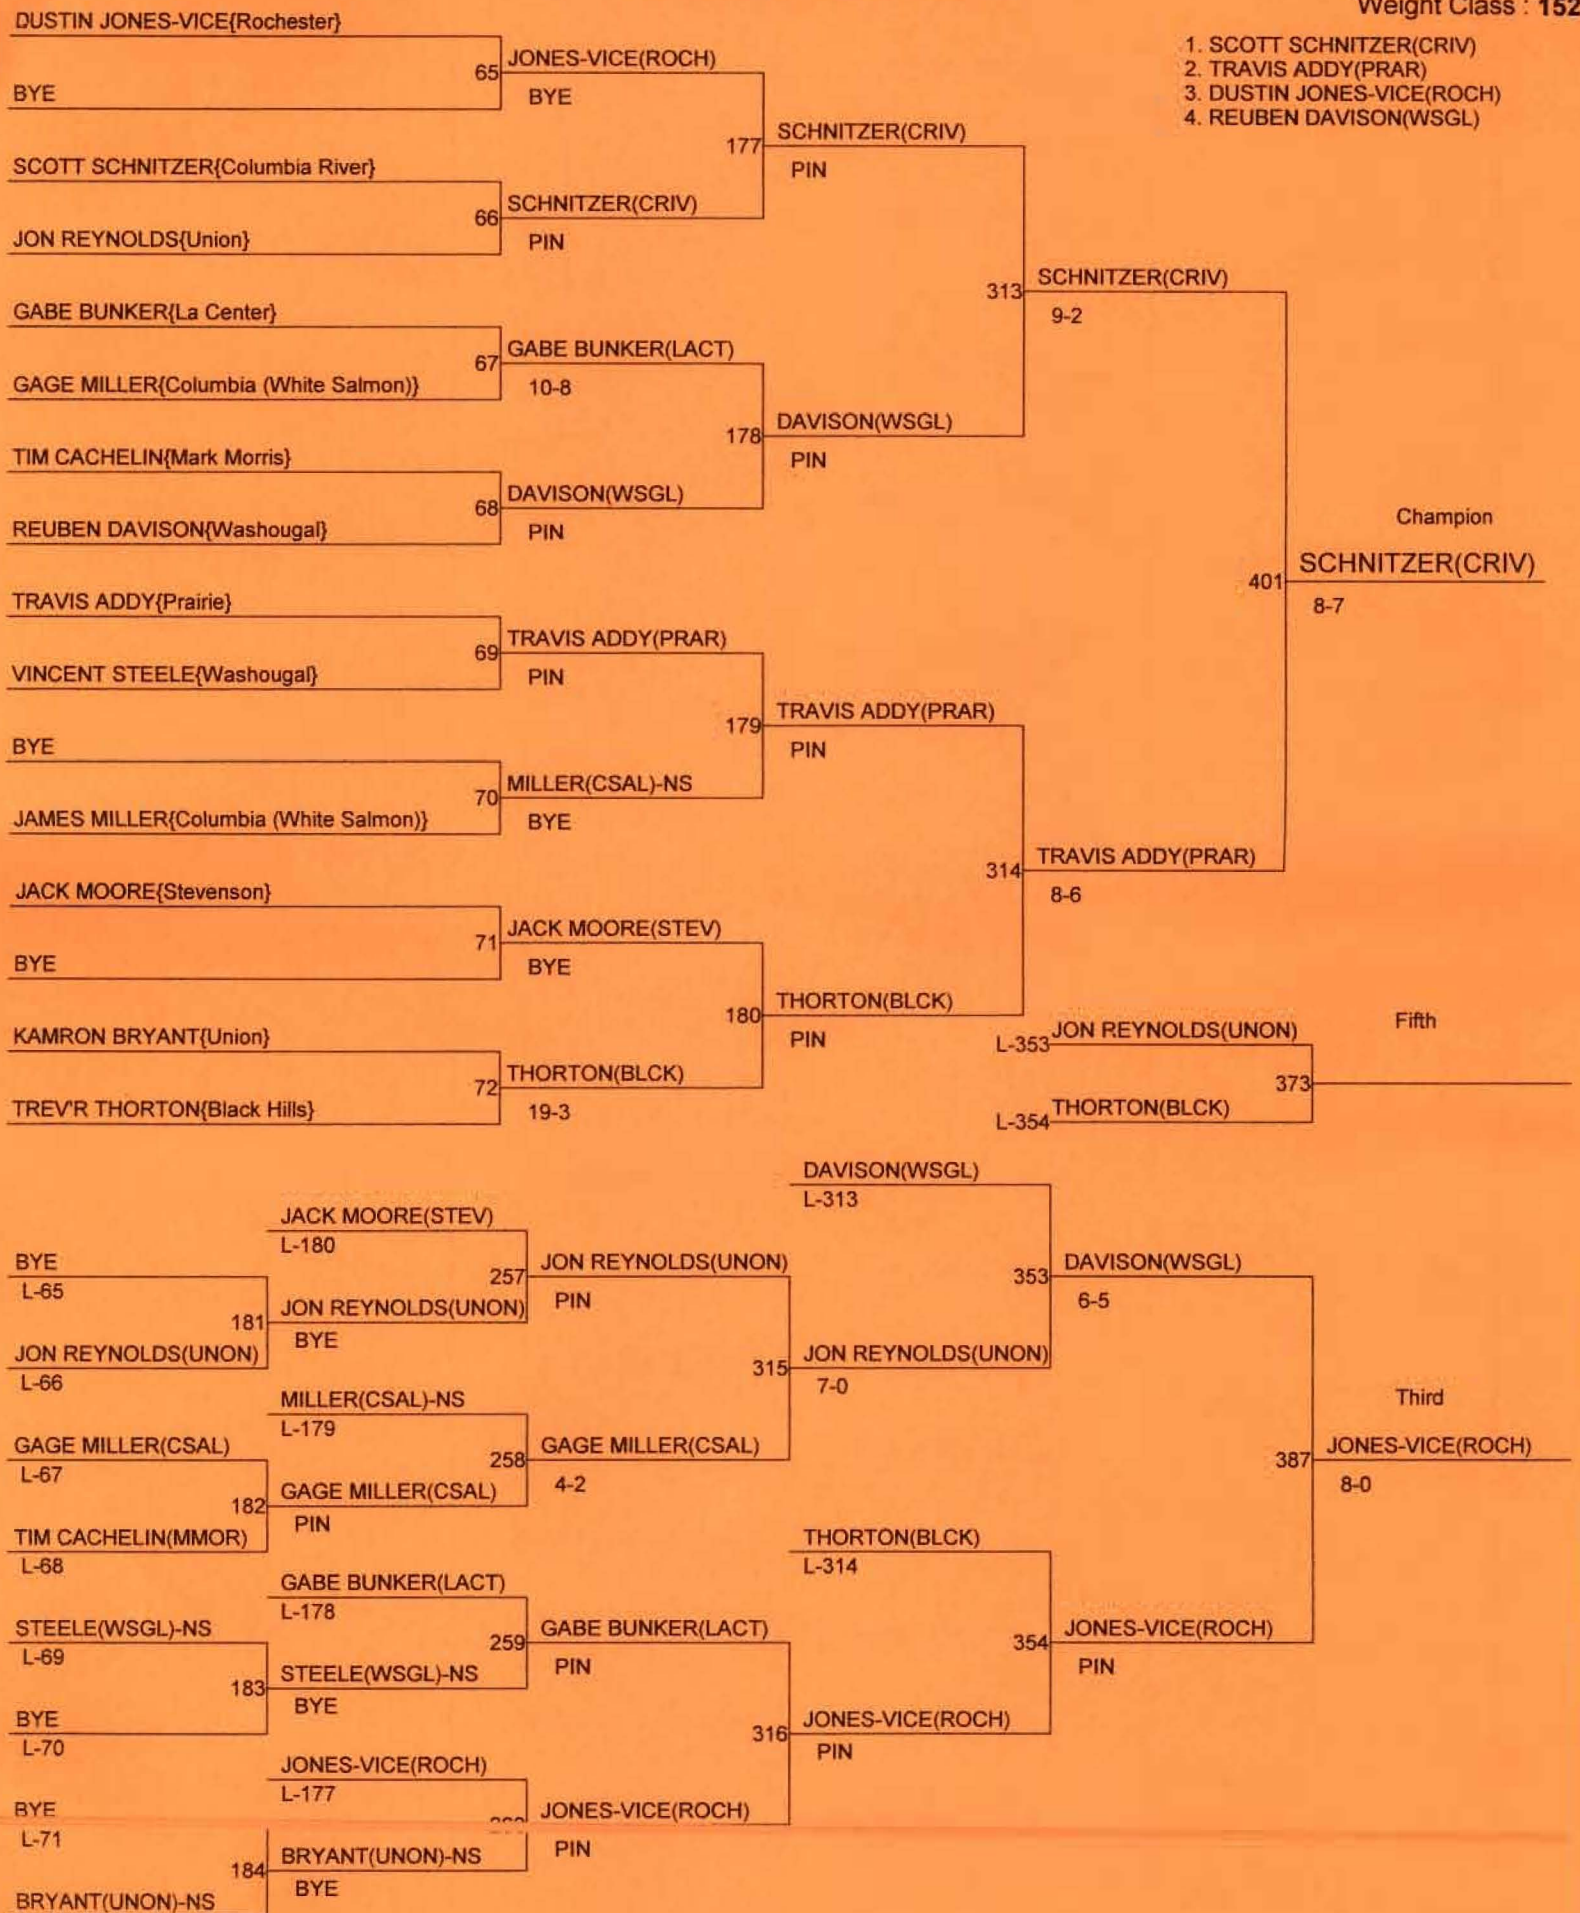 Weight Class : 152
1. SCOTT SCHNITZER(CRIV)
2. TRAVIS ADDY(PRAR)
3. DUSTIN JONES-VICE(ROCH)
4. REUBEN DAVISON(WSGL)
DUSTIN JONES-VICE{Rochester}
BYE
SCOTT SCHNITZER{Columbia River}
JON REYNOLDS{Union}
GABE BUNKER{La Center}
GAGE MILLER{Columbia (White Salmon)}
TIM CACHELIN{Mark Morris}
REUBEN DAVISON{Washougal}
TRAVIS ADDY{Prairie}
VINCENT STEELE{Washougal}
BYE
JAMES MILLER{Columbia (White Salmon)}
JACK MOORE{Stevenson}
BYE
KAMRON BRYANT{Union}
TREV'R THORTON{Black Hills}
65 JONES-VICE(ROCH)
BYE
66 SCHNITZER(CRIV)
PIN
67 GABE BUNKER(LACT)
10-8
68 DAVISON(WSGL)
PIN
69 TRAVIS ADDY(PRAR)
PIN
70 MILLER(CSAL)-NS
BYE
71 JACK MOORE(STEV)
BYE
72 THORTON(BLCK)
19-3
177 SCHNITZER(CRIV)
PIN
178 DAVISON(WSGL)
PIN
179 TRAVIS ADDY(PRAR)
PIN
180 THORTON(BLCK)
PIN
313 SCHNITZER(CRIV)
9-2
314 TRAVIS ADDY(PRAR)
8-6
Champion
401 SCHNITZER(CRIV)
8-7
Fifth
L-353 JON REYNOLDS(UNON)
373
L-354 THORTON(BLCK)
BYE
L-65
JON REYNOLDS(UNON)
L-66
GAGE MILLER(CSAL)
L-67
TIM CACHELIN(MMOR)
L-68
STEELE(WSGL)-NS
L-69
BYE
L-70
BYE
L-71
BRYANT(UNON)-NS
JACK MOORE(STEV)
L-180
181 JON REYNOLDS(UNON)
BYE
MILLER(CSAL)-NS
L-179
182 GAGE MILLER(CSAL)
PIN
GABE BUNKER(LACT)
L-178
183 STEELE(WSGL)-NS
BYE
JONES-VICE(ROCH)
L-177
184 BRYANT(UNON)-NS
BYE
257 JON REYNOLDS(UNON)
PIN
258 GAGE MILLER(CSAL)
4-2
259 GABE BUNKER(LACT)
PIN
JONES-VICE(ROCH)
PIN
DAVISON(WSGL)
L-313
315 JON REYNOLDS(UNON)
7-0
THORTON(BLCK)
L-314
316 JONES-VICE(ROCH)
PIN
353 DAVISON(WSGL)
6-5
354 JONES-VICE(ROCH)
PIN
Third
387 JONES-VICE(ROCH)
8-0